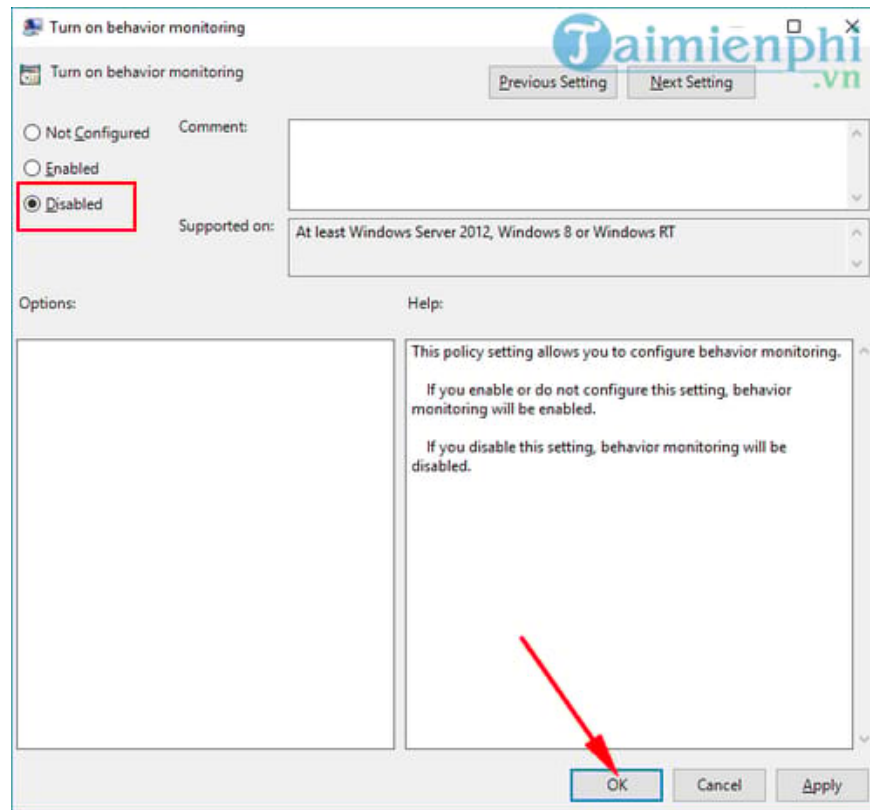 Turn on behavior monitoring
Taimienphi
.vn
Turn on behavior monitoring
Previous Setting
Next Setting
Not Configured
Comment:
Enabled
Disabled
Supported on:
At least Windows Server 2012, Windows 8 or Windows RT
Options:
Help:
This policy setting allows you to configure behavior monitoring.
If you enable or do not configure this setting, behavior
monitoring will be enabled.
If you disable this setting, behavior monitoring will be
disabled.
OK
Cancel
Apply